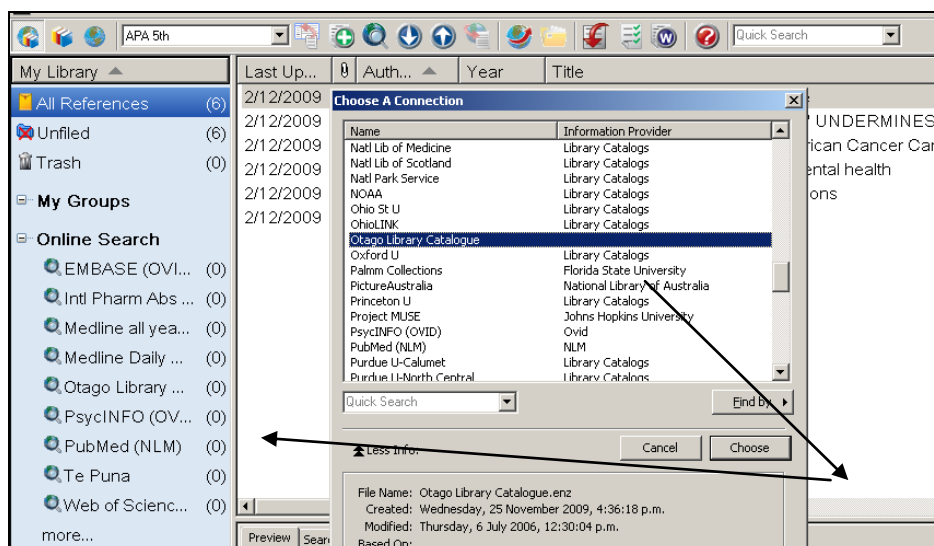 APA 5th
Quick Search
My Library
Last Up... Auth... Year Title
All References (6)
Unfiled (6)
Trash (0)
My Groups
Online Search
EMBASE (OVI... (0)
Intl Pharm Abs ... (0)
Medline all yea... (0)
Medline Daily ... (0)
Otago Library ... (0)
PsycINFO (OV... (0)
PubMed (NLM) (0)
Te Puna (0)
Web of Scienc... (0)
more...
2/12/2009
2/12/2009 UNDERMINES
2/12/2009 rican Cancer Car
2/12/2009 ental health
2/12/2009 ons
2/12/2009
Choose A Connection
Name Information Provider
Natl Lib of Medicine Library Catalogs
Natl Lib of Scotland Library Catalogs
Natl Park Service Library Catalogs
NOAA Library Catalogs
Ohio St U Library Catalogs
OhioLINK Library Catalogs
Otago Library Catalogue
Oxford U Library Catalogs
Palmm Collections Florida State University
PictureAustralia National Library of Australia
Princeton U Library Catalogs
Project MUSE Johns Hopkins University
PsycINFO (OVID) Ovid
PubMed (NLM) NLM
Purdue U-Calumet Library Catalogs
Purdue U-North Central Library Catalogs
Quick Search Find By
Less Info: Cancel Choose
File Name: Otago Library Catalogue.enz
Created: Wednesday, 25 November 2009, 4:36:18 p.m.
Modified: Thursday, 6 July 2006, 12:30:04 p.m.
Based On:
Preview Sear